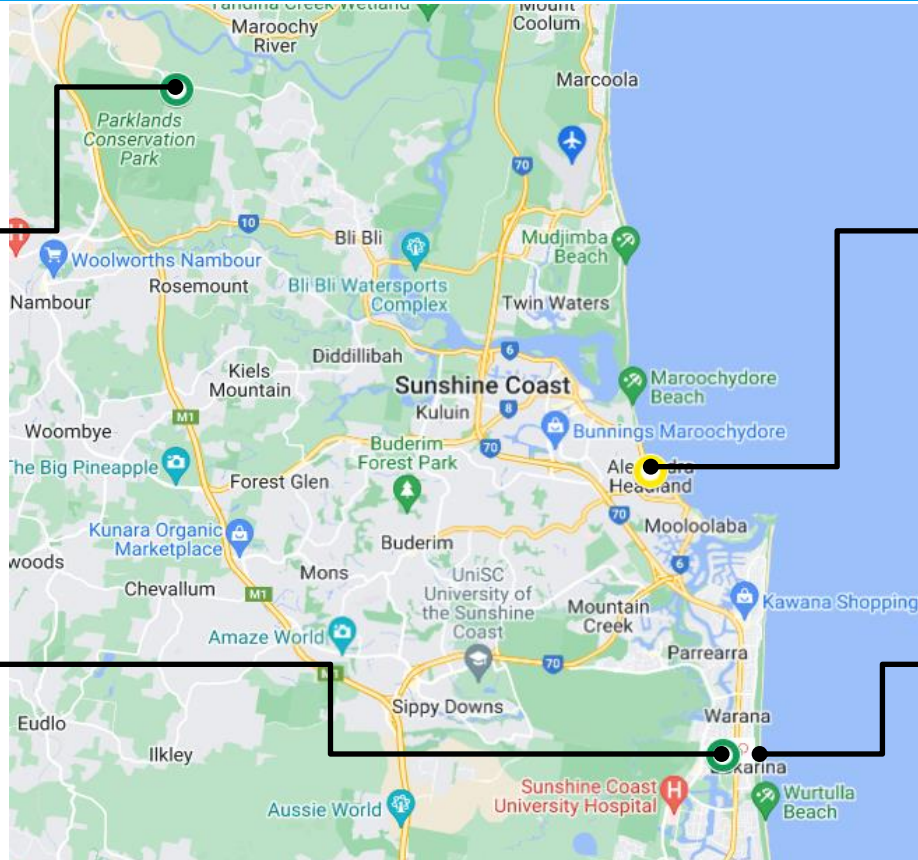 Yandina Creek Wetland
Mount
Coolum
Maroochy
River
Marcoola
Parklands
Conservation
Park
70
10
Bli Bli
Mudjimba
Beach
H
Woolworths Nambour
Rosemount
Bli Bli Watersports
Complex
Nambour
Twin Waters
6
Diddillibah
Kiels
Mountain
Sunshine Coast
Maroochydore
Beach
8
Kuluin
M1
Woombye
Buderim
Forest Park
70
Bunnings Maroochydore
The Big Pineapple
Forest Glen
Headland
70
Mooloolaba
Kunara Organic
Marketplace
Buderim
6
woods
Mons
UniSC
University of
the Sunshine
Coast
Chevallum
M1
Mountain
Creek
Kawana Shopping
Amaze World
Parrearra
70
Sippy Downs
Eudlo
Warana
Ilkley
Sunshine Coast
University Hospital
H
Wurtulla
Beach
Aussie World